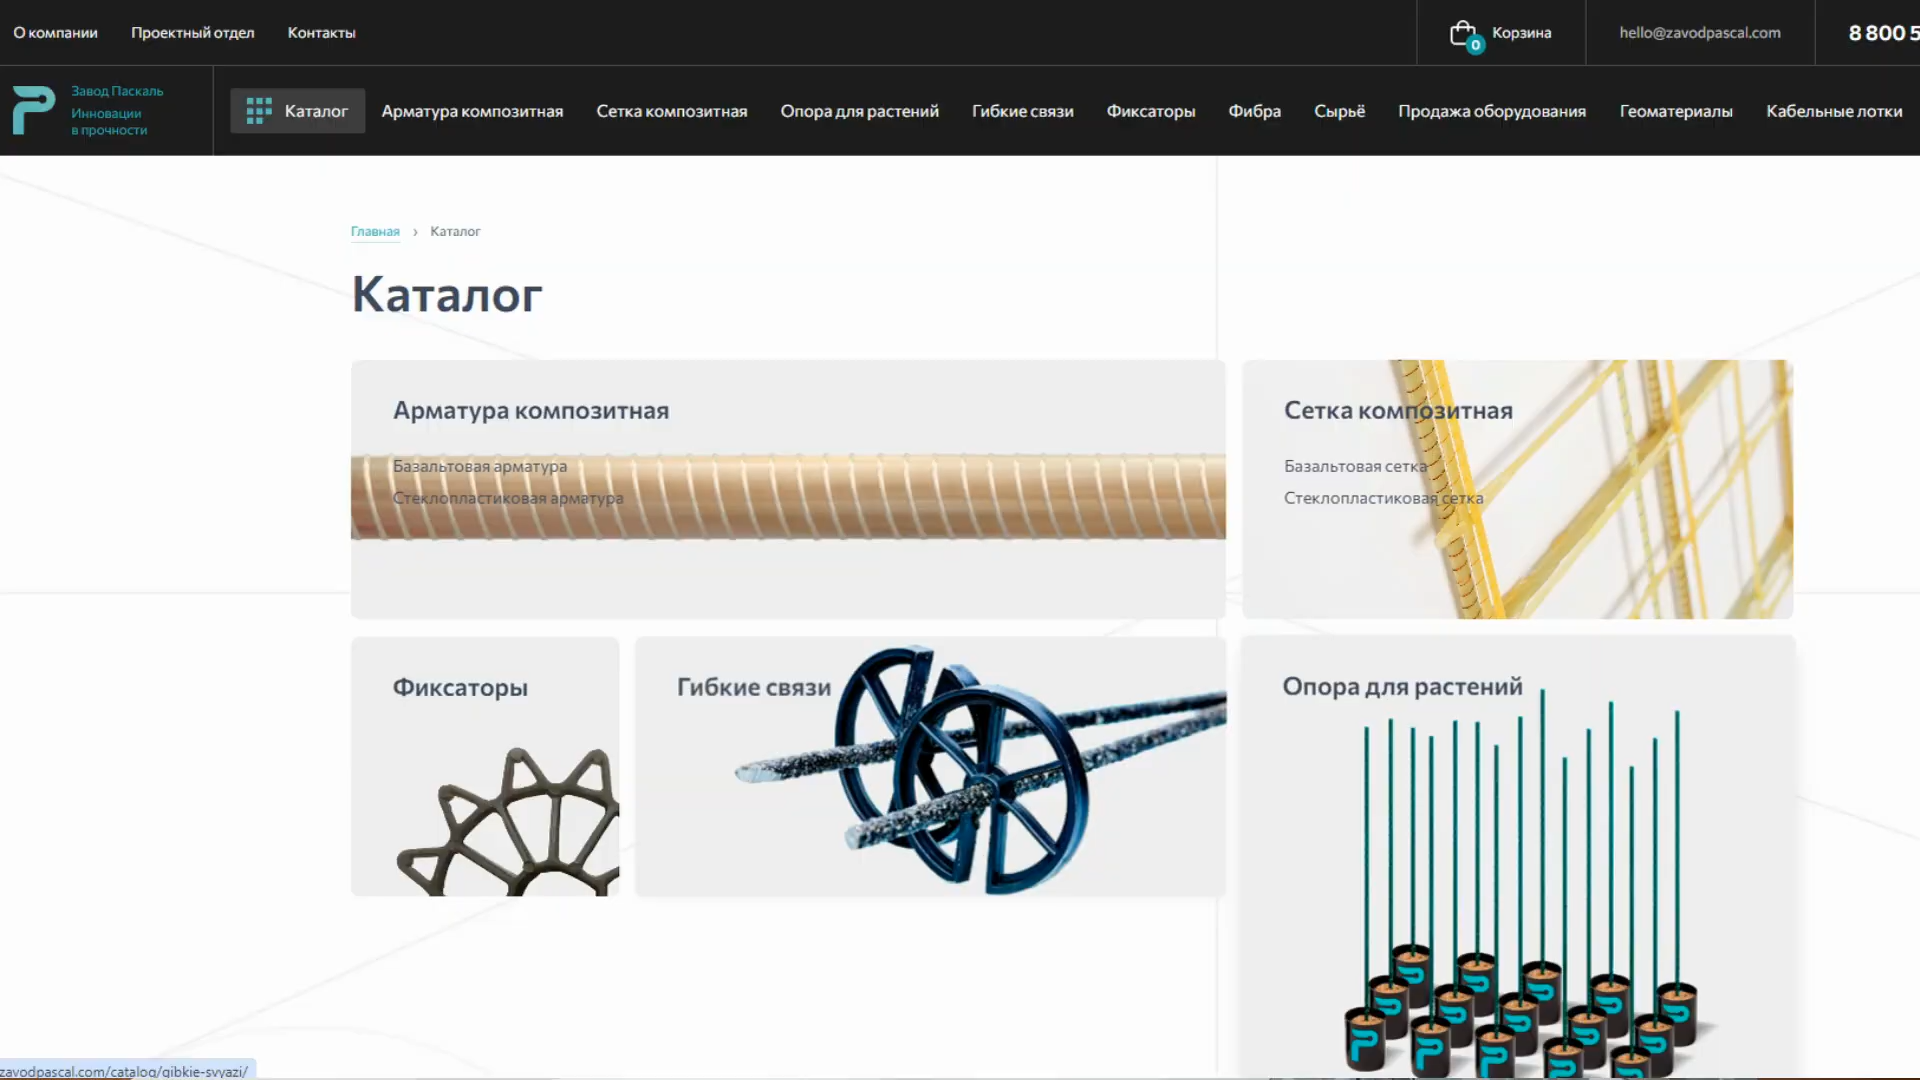 О компании
Проектный отдел
Контакты
0
Корзина
hello@zavodpascal.com
8 800 5
Завод Паскаль
Инновации
в прочности
Каталог
Арматура композитная
Сетка композитная
Опора для растений
Гибкие связи
Фиксаторы
Фибра
Сырьё
Продажа оборудования
Геоматериалы
Кабельные лотки
Главная › Каталог
Каталог
Арматура композитная
Базальтовая арматура
Стеклопластиковая арматура
Сетка композитная
Базальтовая сетка
Стеклопластиковая сетка
Фиксаторы
Гибкие связи
Опора для растений
zavodpascal.com/catalog/gibkie-svyazi/